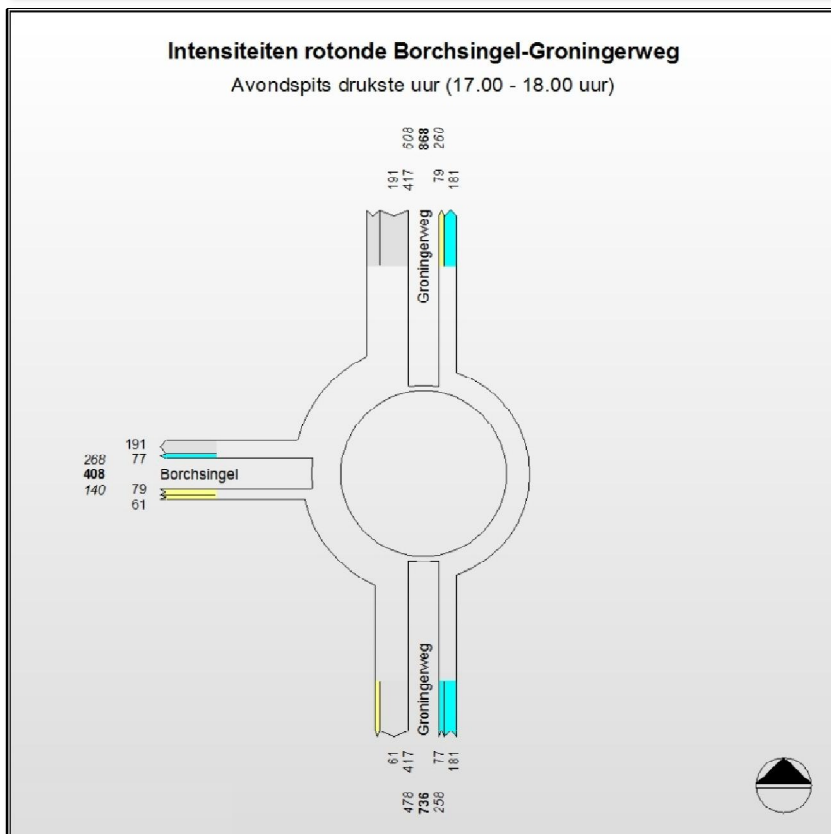 Intensiteiten rotonde Borchsingel-Groningerweg
Avondspits drukste uur (17.00 - 18.00 uur)
608 868 260
191 417 79 181
Groningerweg
191
268 77
408 Borchsingel
140 79
61
Groningerweg
61 417 77 181
478 736 258